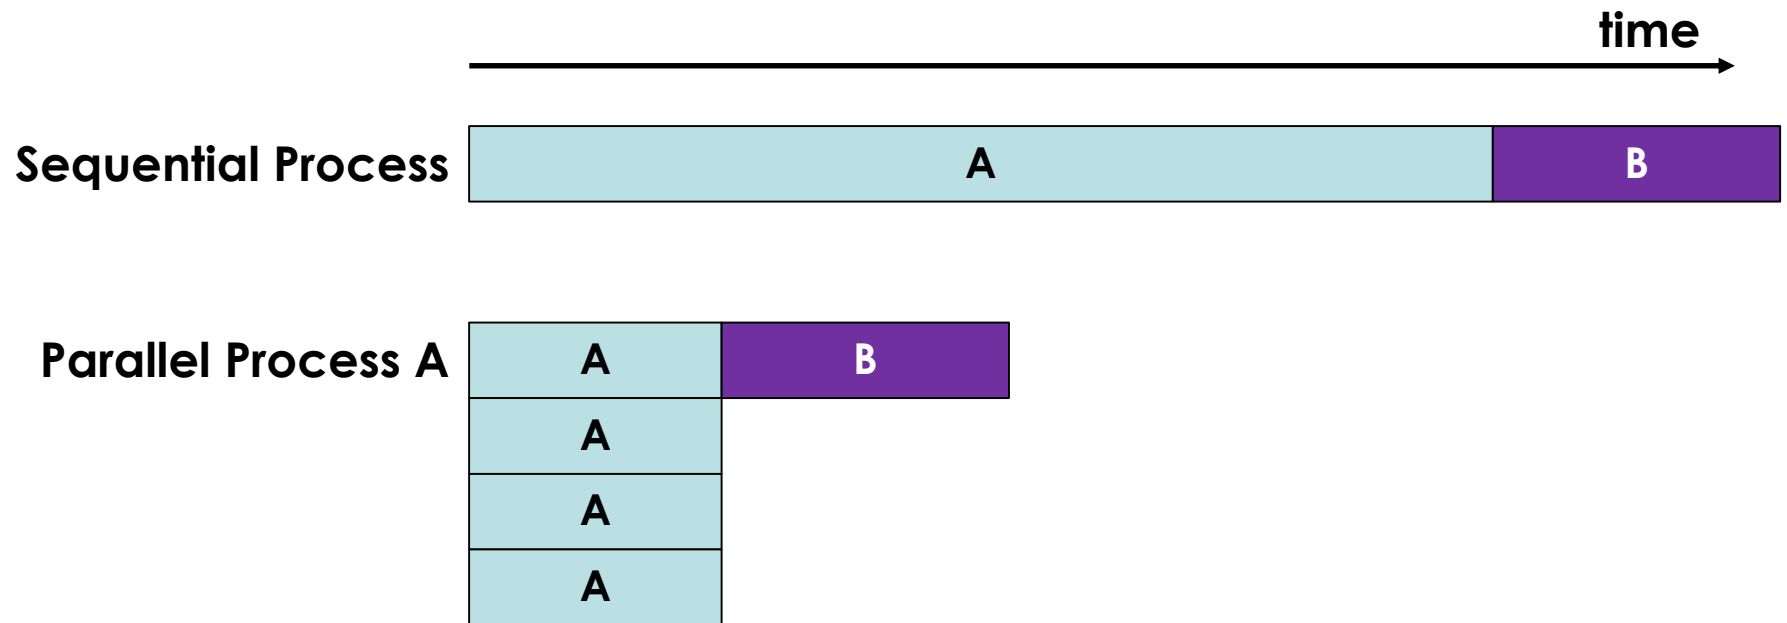 time
Sequential Process A B
Parallel Process A A B
A
A
A